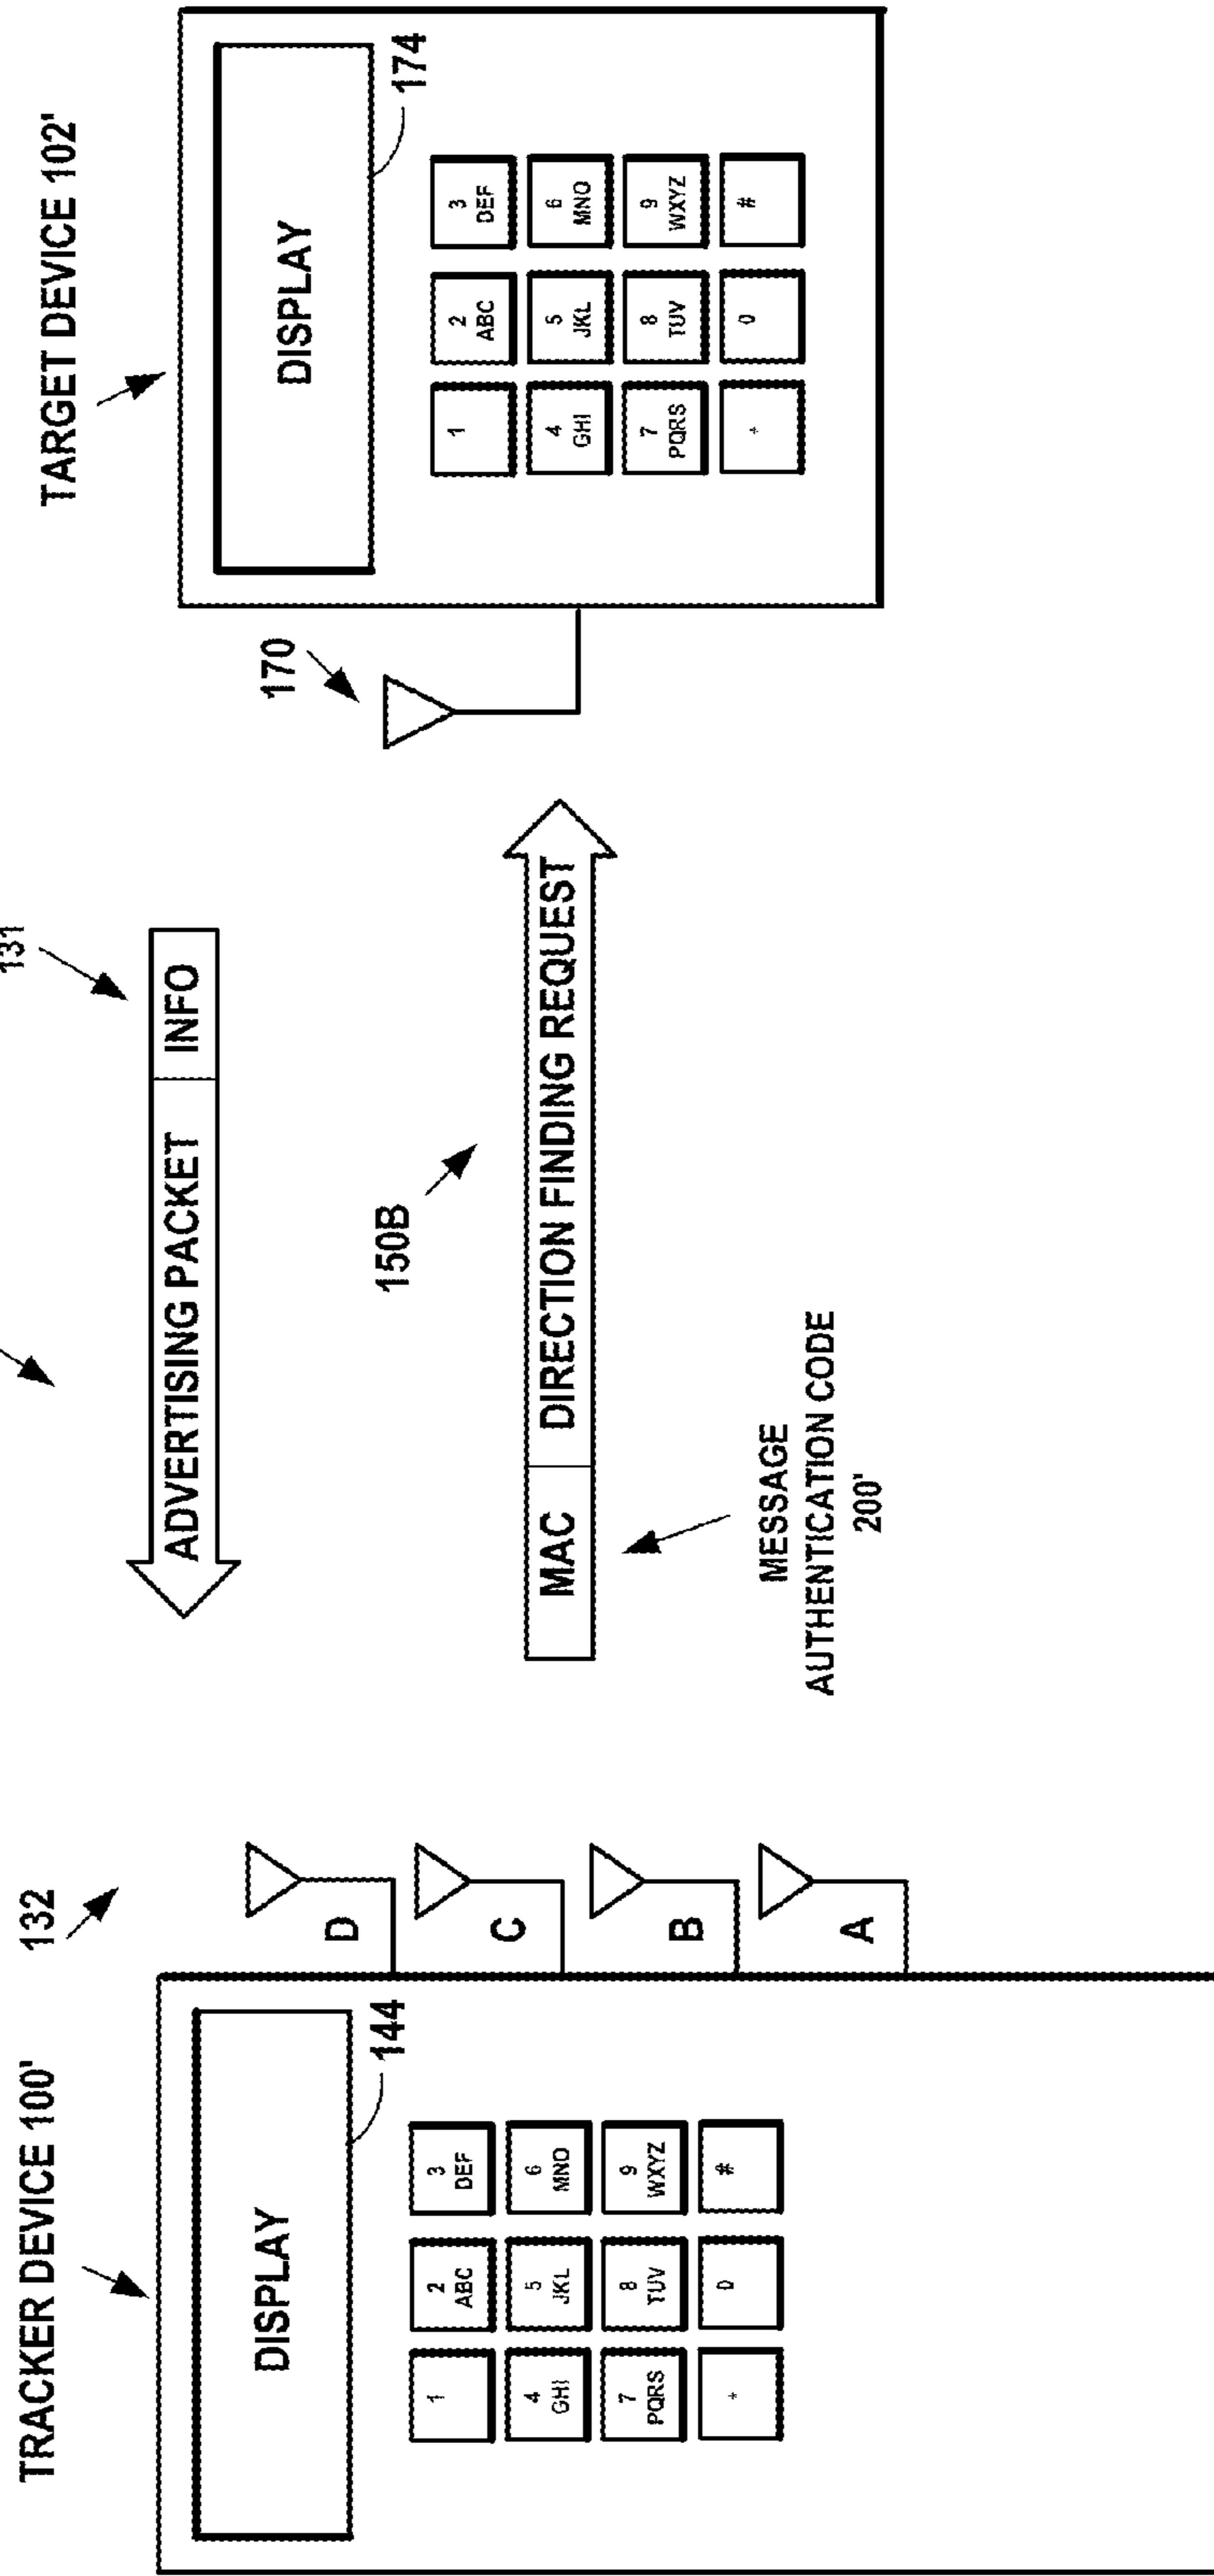 TRACKER DEVICE 100'
132
DISPLAY
144
1
2
ABC
3
DEF
4
GHI
5
JKL
6
MNO
7
PQRS
8
TUV
9
WXYZ
*
0
#
D
C
B
A
131
ADVERTISING PACKET INFO
150B
MAC DIRECTION FINDING REQUEST
MESSAGE
AUTHENTICATION CODE
200'
TARGET DEVICE 102'
170
DISPLAY
174
1
2
ABC
3
DEF
4
GHI
5
JKL
6
MNO
7
PQRS
8
TUV
9
WXYZ
*
0
#